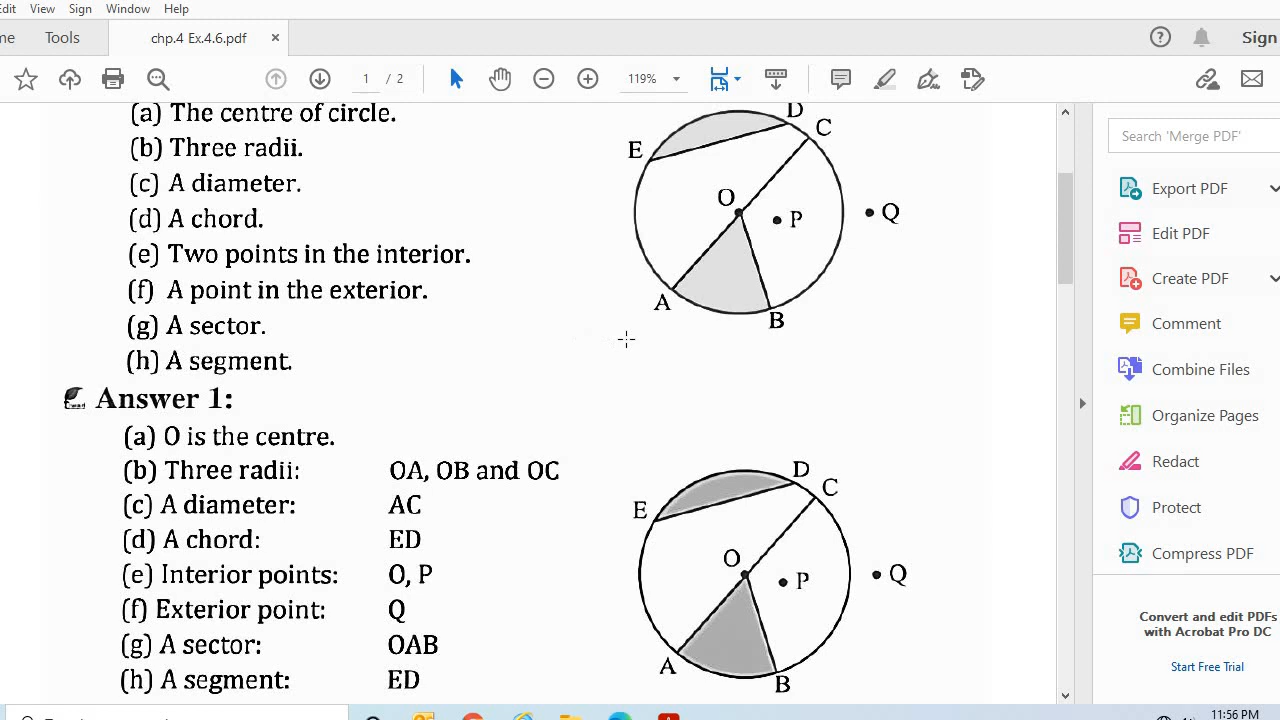 Edit View Sign Window Help
me Tools chp.4 Ex.4.6.pdf × Sign
1 / 2 119%
(a) The centre of circle.
(b) Three radii.
(c) A diameter.
(d) A chord.
(e) Two points in the interior.
(f) A point in the exterior.
(g) A sector.
(h) A segment.
D
C
E
O
P
Q
A
B
Answer 1:
(a) O is the centre.
(b) Three radii: OA, OB and OC
(c) A diameter: AC
(d) A chord: ED
(e) Interior points: O, P
(f) Exterior point: Q
(g) A sector: OAB
(h) A segment: ED
D
C
E
O
P
Q
A
B
Search 'Merge PDF'
Export PDF
Edit PDF
Create PDF
Comment
Combine Files
Organize Pages
Redact
Protect
Compress PDF
Convert and edit PDFs
with Acrobat Pro DC
Start Free Trial
11:56 PM